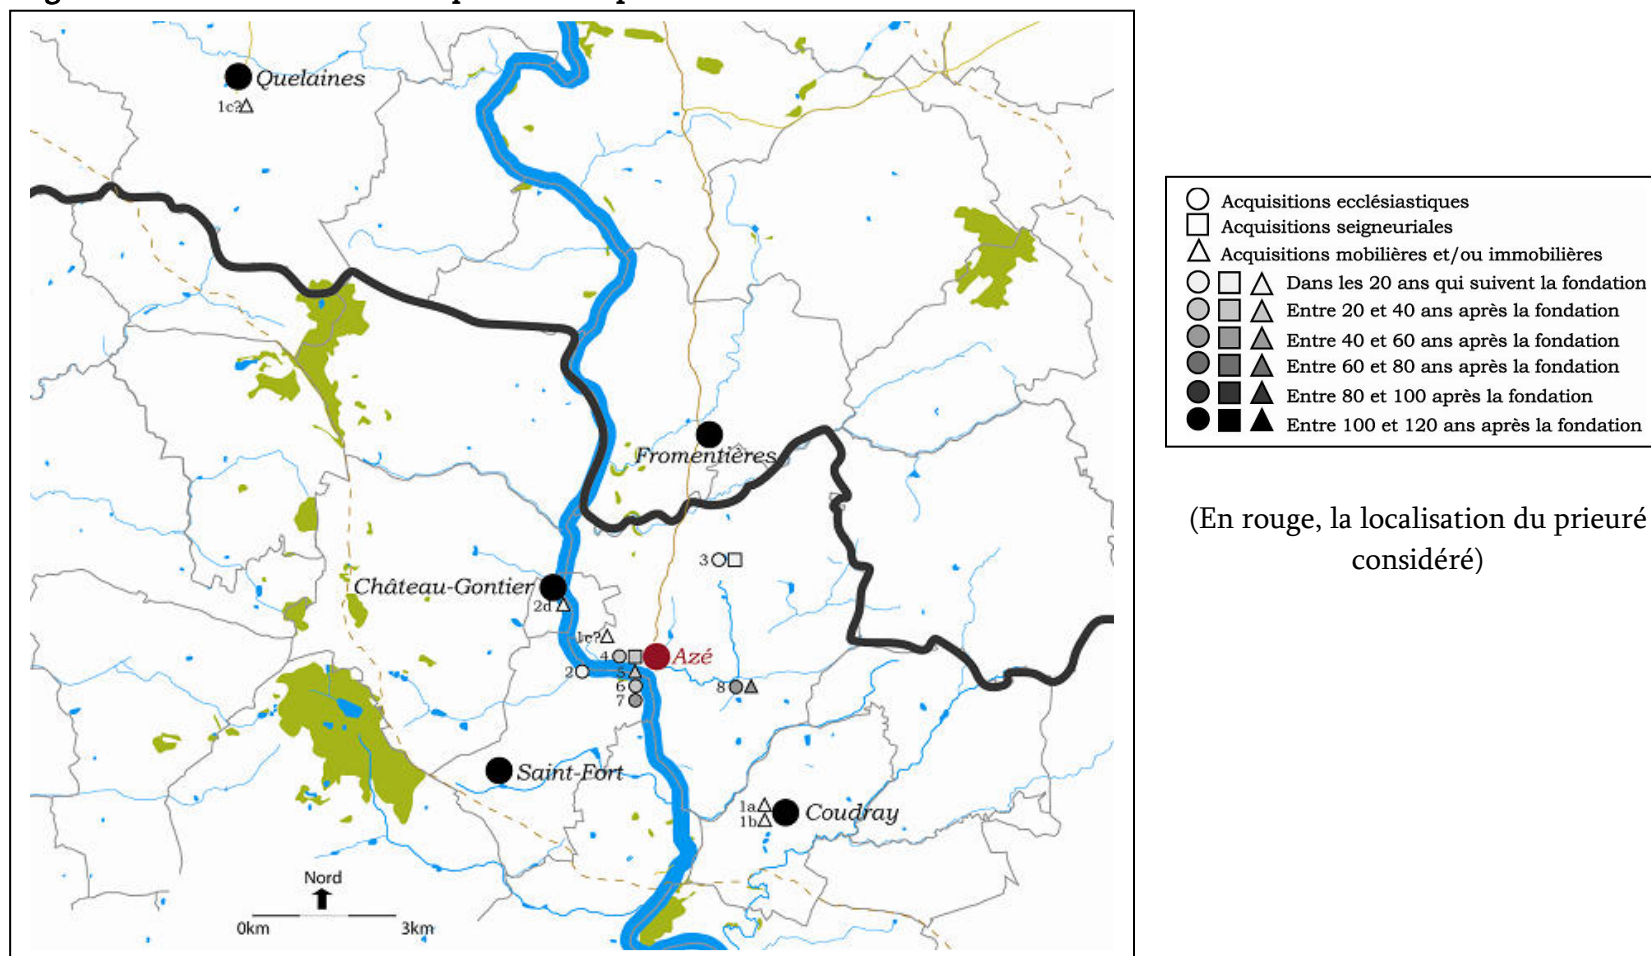 Quelaines
1c?
Fromentières
3
Château-Gontier
2d
1c?
4
Azé
2
5
6
8
7
Saint-Fort
1a
Coudray
1b
Nord
0km
3km
Acquisitions ecclésiastiques
Acquisitions seigneuriales
Acquisitions mobilières et/ou immobilières
Dans les 20 ans qui suivent la fondation
Entre 20 et 40 ans après la fondation
Entre 40 et 60 ans après la fondation
Entre 60 et 80 ans après la fondation
Entre 80 et 100 après la fondation
Entre 100 et 120 ans après la fondation
(En rouge, la localisation du prieuré
considéré)